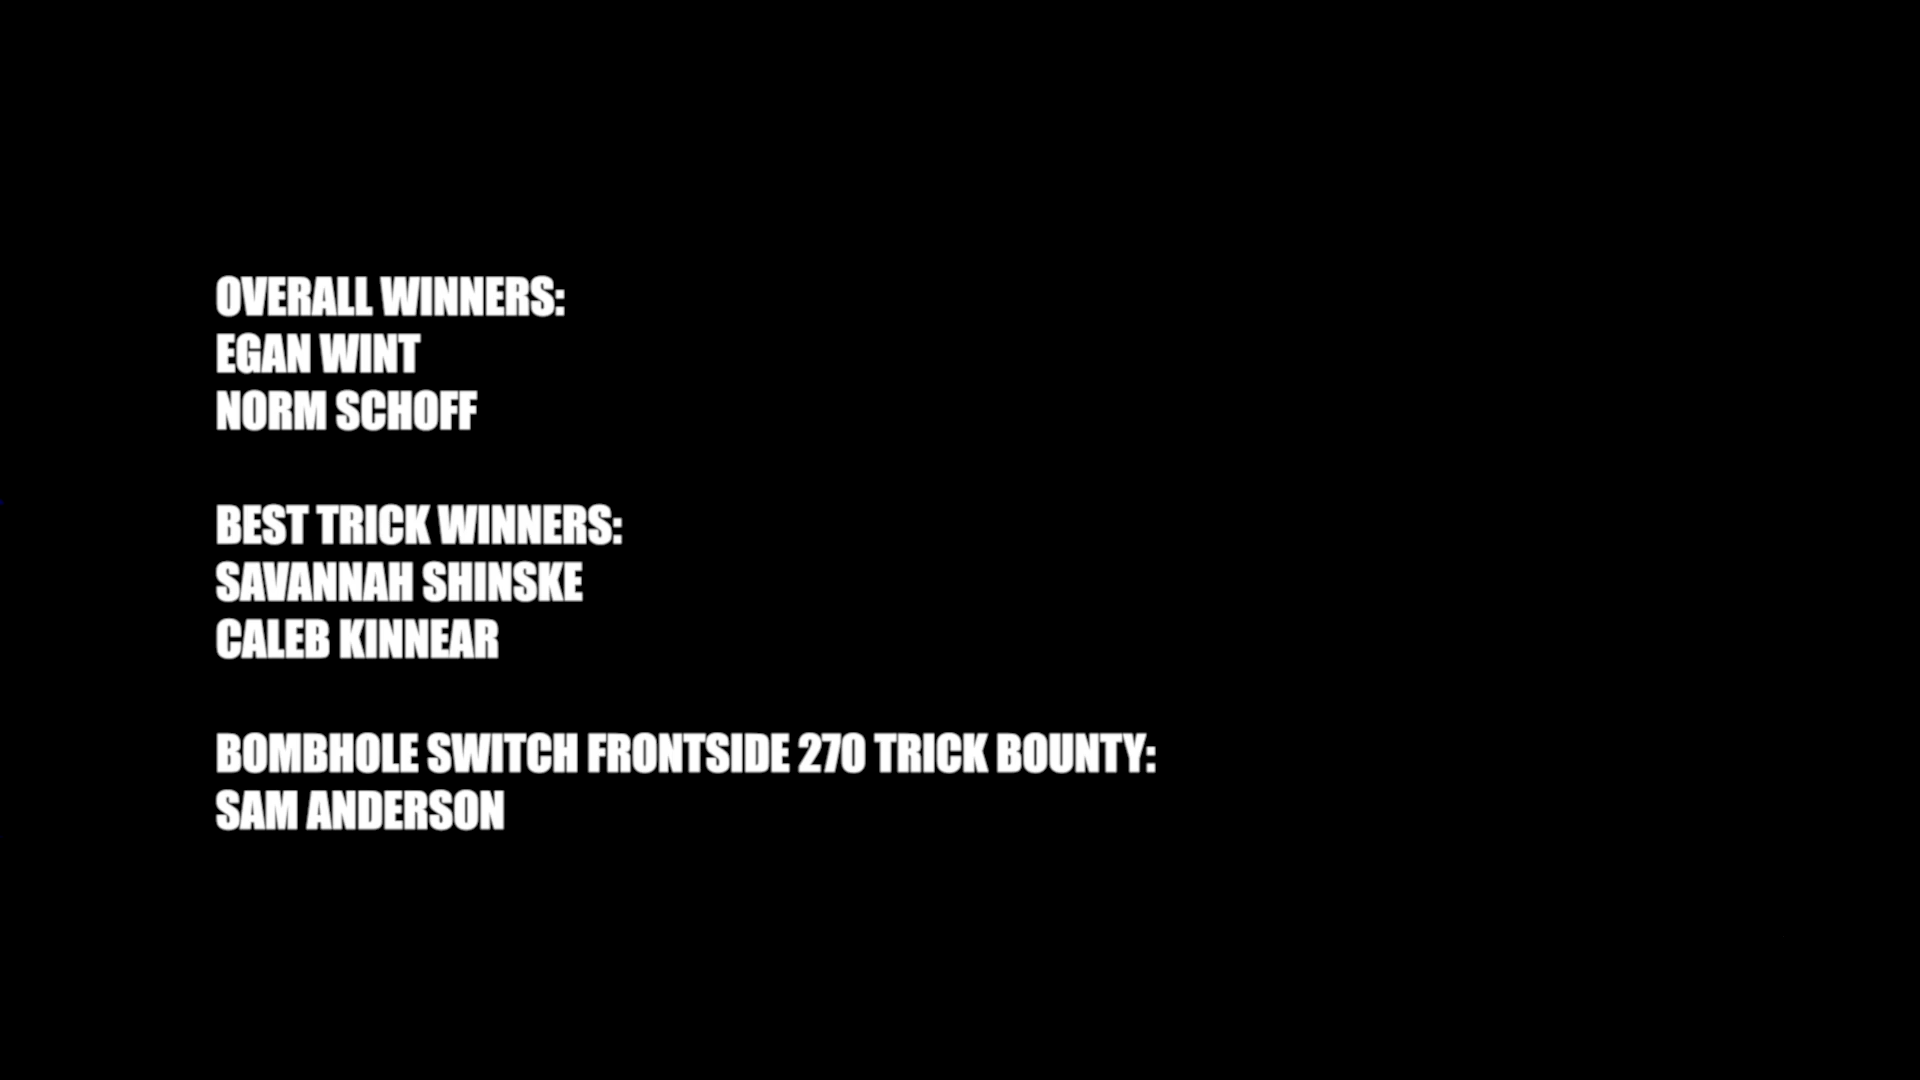 OVERALL WINNERS:
EGAN WINT
NORM SCHOFF
BEST TRICK WINNERS:
SAVANNAH SHINSKE
CALEB KINNEAR
BOMBHOLE SWITCH FRONTSIDE 270 TRICK BOUNTY:
SAM ANDERSON